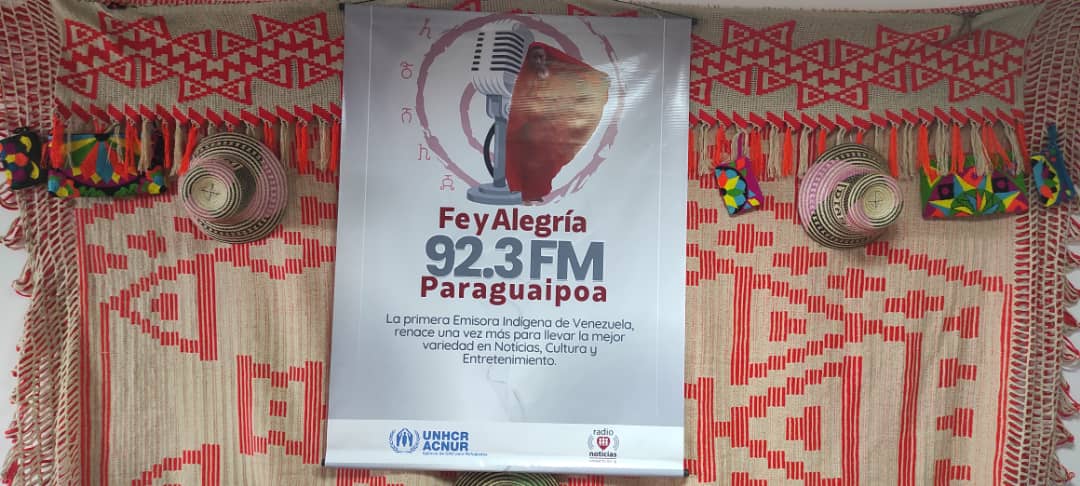 Fe y Alegría
92.3 FM
Paraguaipoa
La primera Emisora Indígena de Venezuela,
renace una vez más para llevar la mejor
variedad en Noticias, Cultura y
Entretenimiento.
UNHCR
ACNUR
radio
noticias